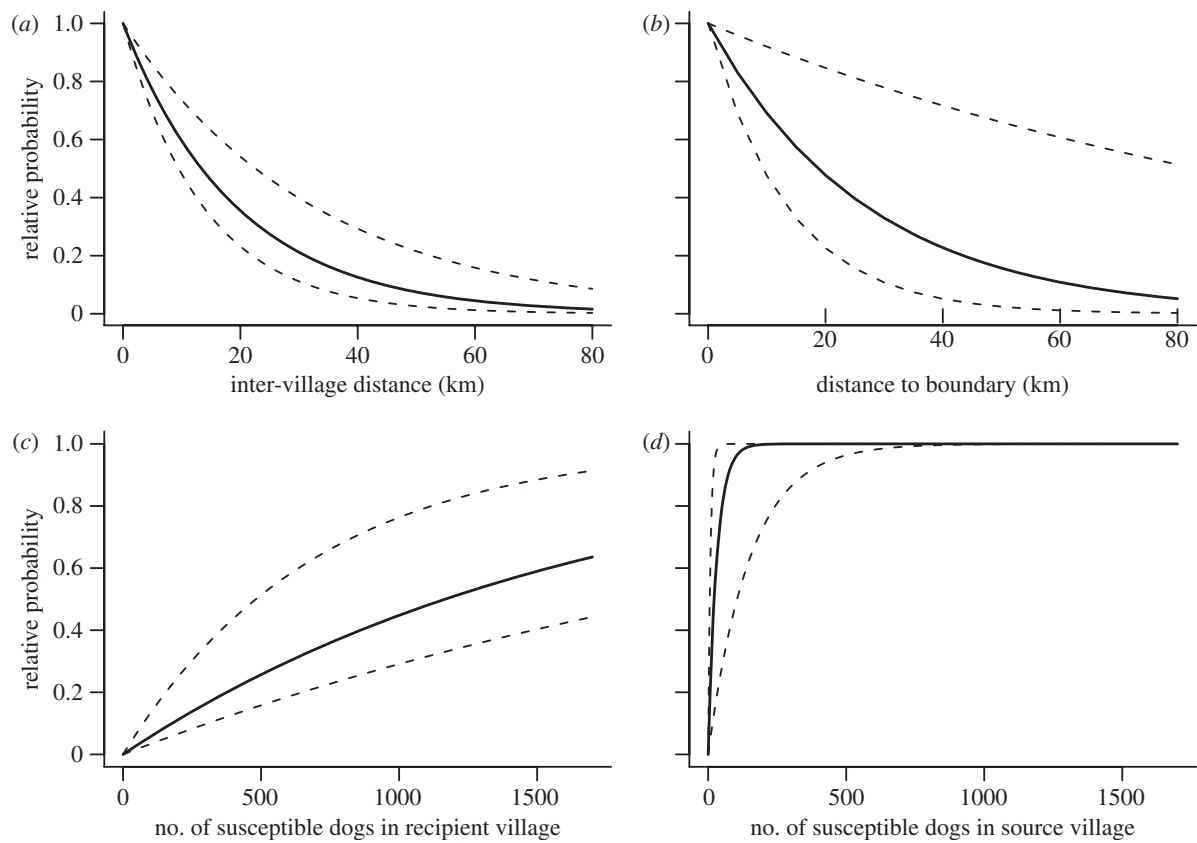 (a)
1.0
0.8
0.6
0.4
0.2
0
relative probability
0 20 40 60 80
inter-village distance (km)
(b)
0 20 40 60 80
distance to boundary (km)
(c)
1.0
0.8
0.6
0.4
0.2
0
relative probability
0 500 1000 1500
no. of susceptible dogs in recipient village
(d)
0 500 1000 1500
no. of susceptible dogs in source village